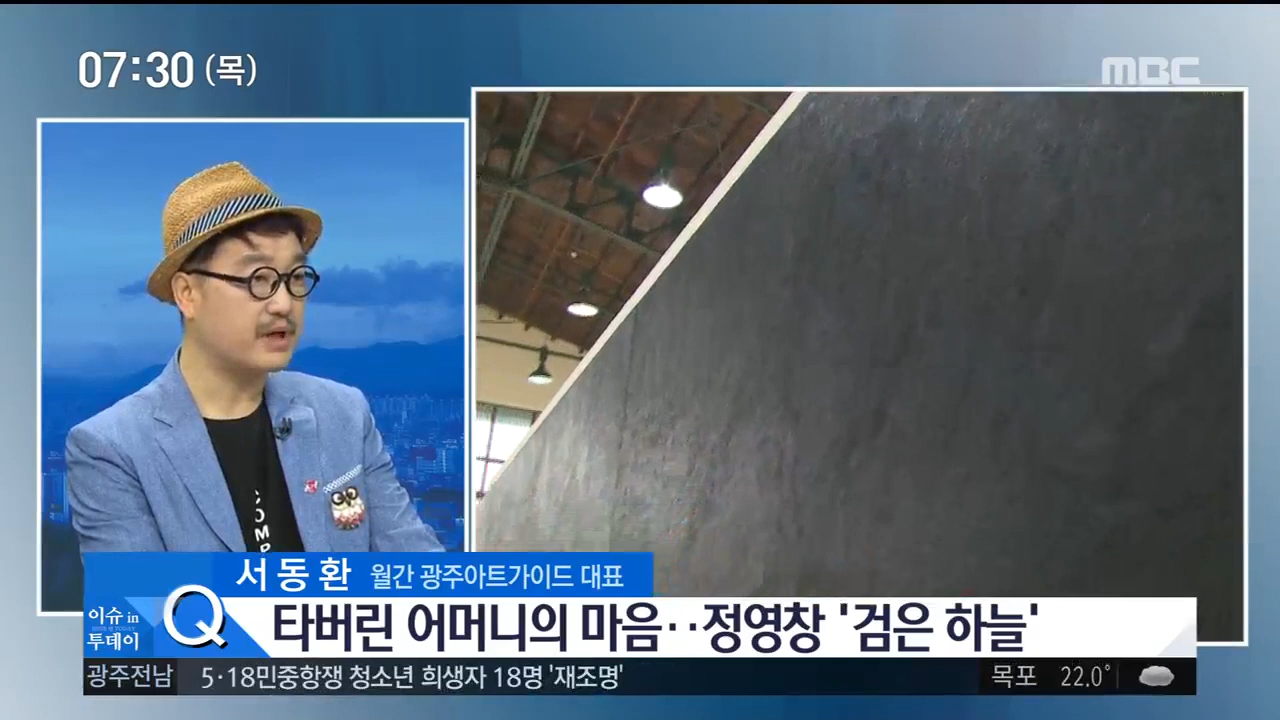 07:30 (목)
MBC
서동환 월간 광주아트가이드 대표
이슈 in
투데이
Q
타버린 어머니의 마음··정영창 '검은 하늘'
광주전남 5·18민중항쟁 청소년 희생자 18명 '재조명'
목포 22.0°
COMP